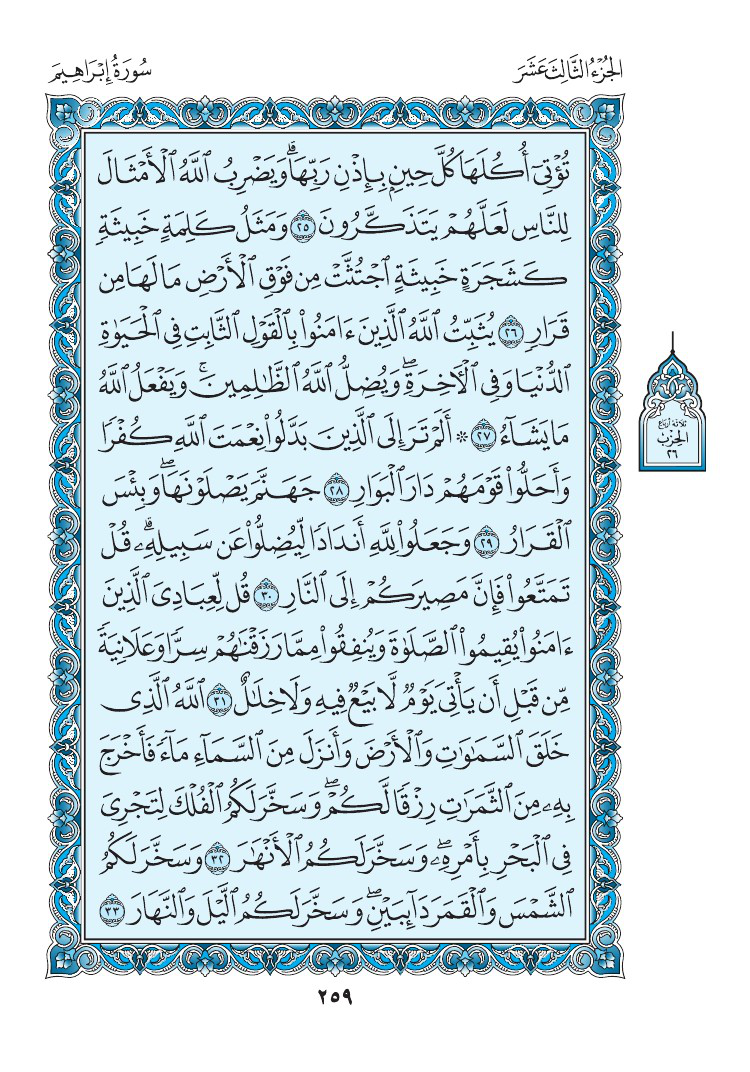 الجُزْءُ الثَّالِثَ عَشَرَ
سُورَةُ إِبْرَاهِيمَ
تُؤْتِيٓ أُكُلَهَا كُلَّ حِينٍۭ بِإِذْنِ رَبِّهَاۗ وَيَضْرِبُ ٱللَّهُ ٱلْأَمْثَالَ
لِلنَّاسِ لَعَلَّهُمْ يَتَذَكَّرُونَ ٢٥ وَمَثَلُ كَلِمَةٍ خَبِيثَةٍ
كَشَجَرَةٍ خَبِيثَةٍ ٱجْتُثَّتْ مِن فَوْقِ ٱلْأَرْضِ مَا لَهَا مِن
قَرَارٍ ٢٦ يُثَبِّتُ ٱللَّهُ ٱلَّذِينَ ءَامَنُوا۟ بِٱلْقَوْلِ ٱلثَّابِتِ فِي ٱلْحَيَوٰةِ
ٱلدُّنْيَا وَفِي ٱلْأٓخِرَةِۖ وَيُضِلُّ ٱللَّهُ ٱلظَّٰلِمِينَۚ وَيَفْعَلُ ٱللَّهُ
مَا يَشَآءُ ٢٧ ۞ أَلَمْ تَرَ إِلَى ٱلَّذِينَ بَدَّلُوا۟ نِعْمَتَ ٱللَّهِ كُفْرًا
وَأَحَلُّوا۟ قَوْمَهُمْ دَارَ ٱلْبَوَارِ ٢٨ جَهَنَّمَ يَصْلَوْنَهَاۖ وَبِئْسَ
ٱلْقَرَارُ ٢٩ وَجَعَلُوا۟ لِلَّهِ أَندَادًا لِّيُضِلُّوا۟ عَن سَبِيلِهِۦۗ قُلْ
تَمَتَّعُوا۟ فَإِنَّ مَصِيرَكُمْ إِلَى ٱلنَّارِ ٣٠ قُل لِّعِبَادِيَ ٱلَّذِينَ
ءَامَنُوا۟ يُقِيمُوا۟ ٱلصَّلَوٰةَ وَيُنفِقُوا۟ مِمَّا رَزَقْنَٰهُمْ سِرًّا وَعَلَانِيَةً
مِّن قَبْلِ أَن يَأْتِيَ يَوْمٌ لَّا بَيْعٌ فِيهِ وَلَا خِلَٰلٌ ٣١ ٱللَّهُ ٱلَّذِي
خَلَقَ ٱلسَّمَٰوَٰتِ وَٱلْأَرْضَ وَأَنزَلَ مِنَ ٱلسَّمَآءِ مَآءً فَأَخْرَجَ
بِهِۦ مِنَ ٱلثَّمَرَٰتِ رِزْقًا لَّكُمْۖ وَسَخَّرَ لَكُمُ ٱلْفُلْكَ لِتَجْرِيَ
فِي ٱلْبَحْرِ بِأَمْرِهِۦۖ وَسَخَّرَ لَكُمُ ٱلْأَنْهَٰرَ ٣٢ وَسَخَّرَ لَكُمُ
ٱلشَّمْسَ وَٱلْقَمَرَ دَآئِبَيْنِۖ وَسَخَّرَ لَكُمُ ٱلَّيْلَ وَٱلنَّهَارَ ٣٣
ثلاثة أرباع
الحزب
٢٦
٢٥٩